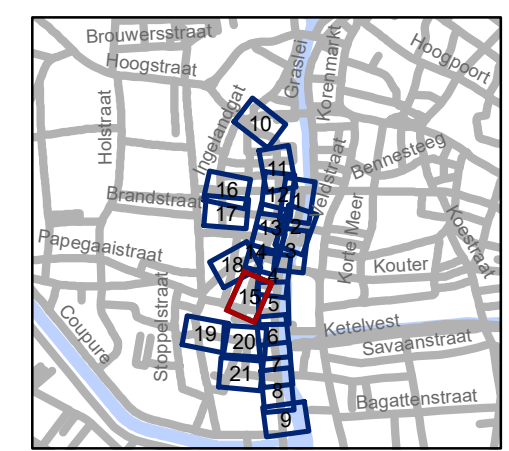 Brouwersstraat
Hoogstraat
Graslei
Korenmarkt
Hoogpoort
Holstraat
Ingelandgat
10
Bennesteeg
Veldstraat
11
16
12
1
Brandstraat
17
13
2
Korte Meer
Koestraat
Papegaaistraat
14
3
18
4
Kouter
15
5
Coupure
Stoppelstraat
19
20
6
Ketelvest
Savaanstraat
21
7
8
Bagattenstraat
9